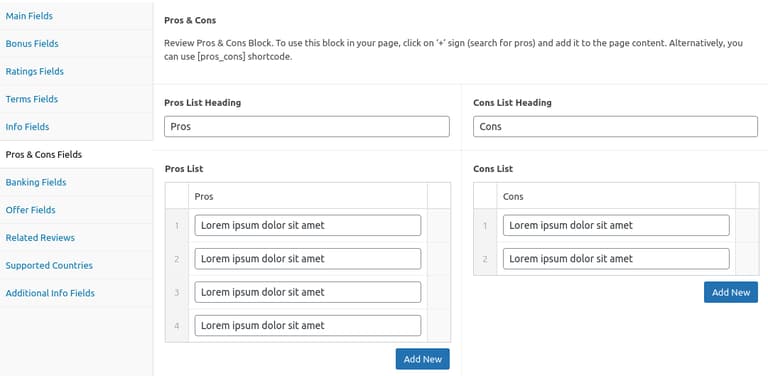 Main Fields
Bonus Fields
Ratings Fields
Terms Fields
Info Fields
Pros & Cons Fields
Banking Fields
Offer Fields
Related Reviews
Supported Countries
Additional Info Fields
Pros & Cons
Review Pros & Cons Block. To use this block in your page, click on '+' sign (search for pros) and add it to the page content. Alternatively, you
can use [pros_cons] shortcode.
Pros List Heading
Pros
Cons List Heading
Cons
Pros List
Pros
1 Lorem ipsum dolor sit amet
2 Lorem ipsum dolor sit amet
3 Lorem ipsum dolor sit amet
4 Lorem ipsum dolor sit amet
Add New
Cons List
Cons
1 Lorem ipsum dolor sit amet
2 Lorem ipsum dolor sit amet
Add New